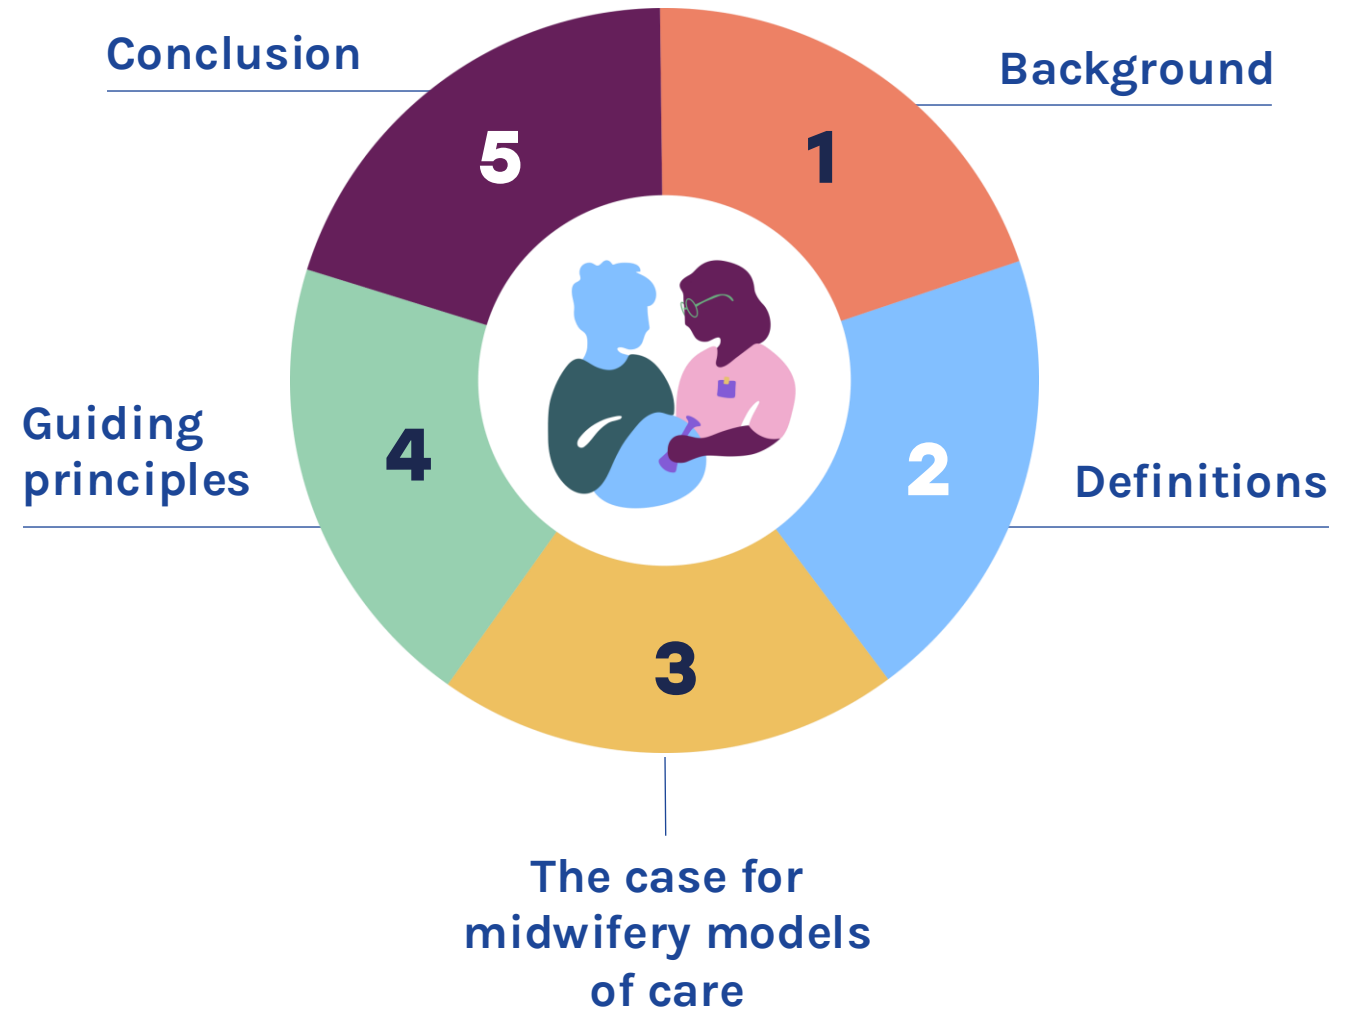 Conclusion
Background
5
1
Guiding
principles
4
2
Definitions
3
The case for
midwifery models
of care